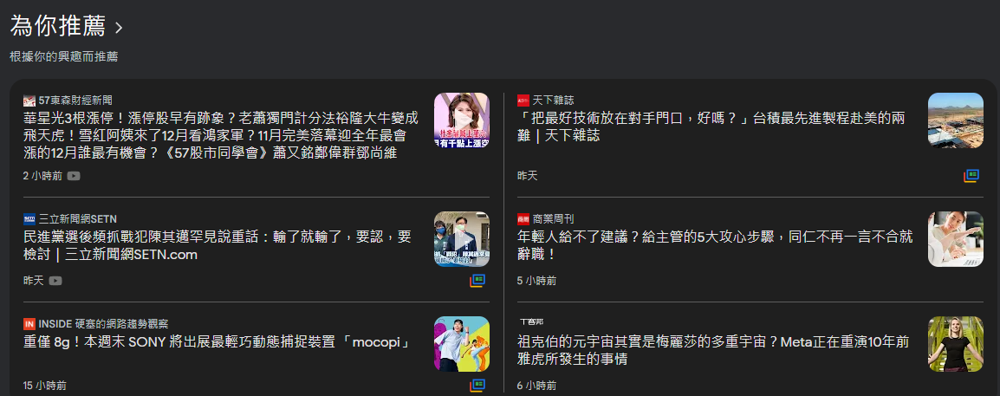 為你推薦
根據你的興趣而推薦
57東森財經新聞
華星光3根漲停！漲停股早有跡象？老蕭獨門計分法裕隆大牛變成
飛天虎！雪紅阿姨來了12月看鴻家軍？11月完美落幕迎全年最會
漲的12月誰最有機會？《57股市同學會》蕭又銘鄭偉群鄧尚維
2 小時前
三立新聞網SETN
民進黨選後頻抓戰犯陳其邁罕見說重話：輸了就輸了，要認，要
檢討 | 三立新聞網SETN.com
昨天
IN
INSIDE 硬塞的網路趨勢觀察
重僅 8g！本週末 SONY 將出展最輕巧動態捕捉裝置 「mocopi」
15 小時前
天下雜誌
「把最好技術放在對手門口，好嗎？」台積最先進製程赴美的兩
難 | 天下雜誌
昨天
商周
商業周刊
年輕人給不了建議？給主管的5大攻心步驟，同仁不再一言不合就
辭職！
5 小時前
祖克伯的元宇宙其實是梅麗莎的多重宇宙？Meta正在重演10年前
雅虎所發生的事情
6 小時前